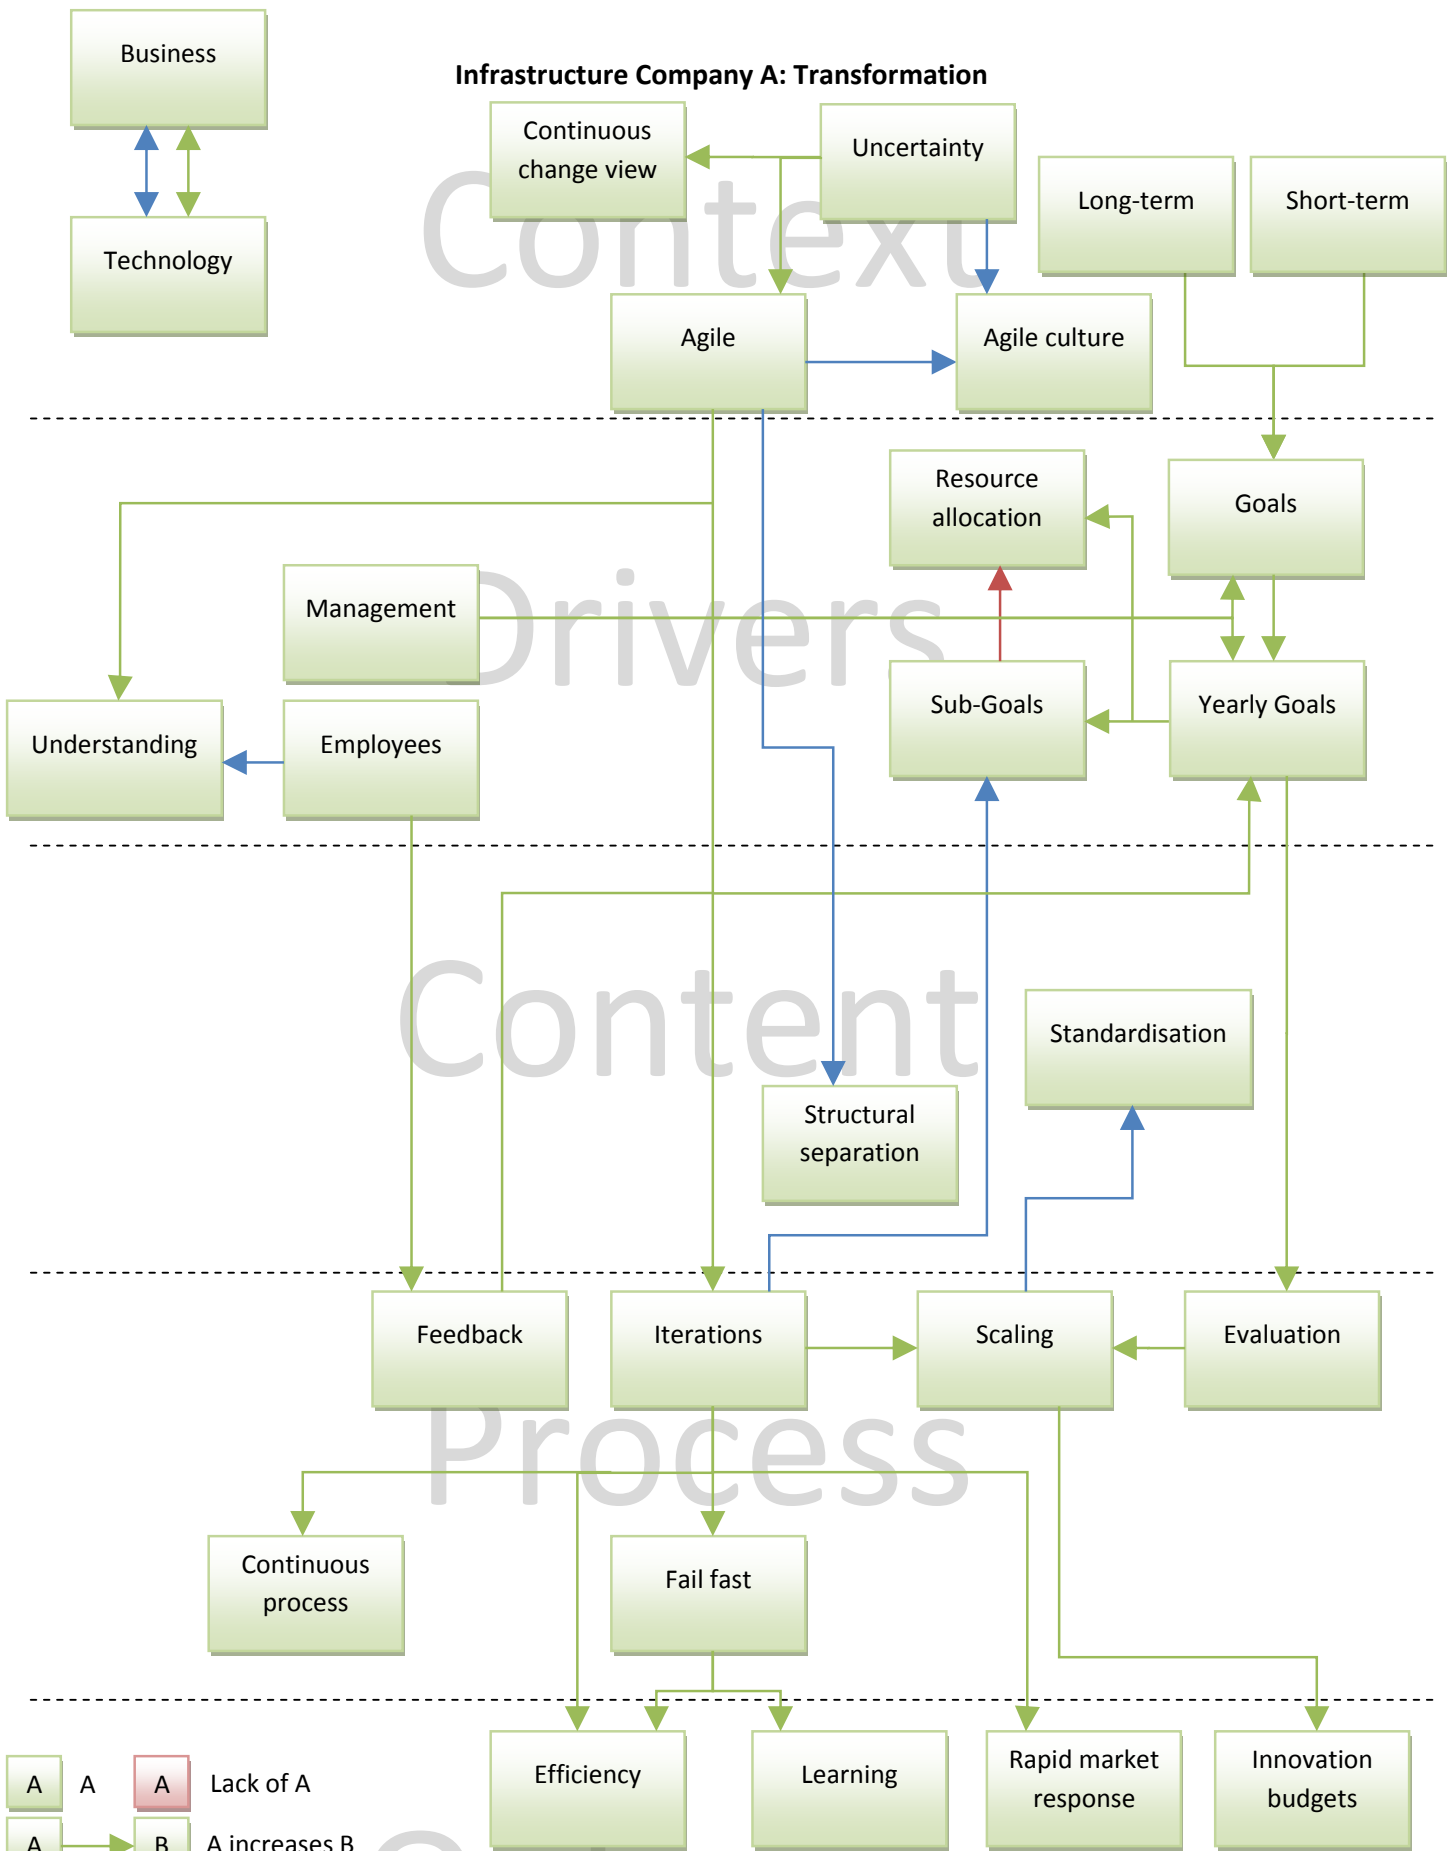 Business
Infrastructure Company A: Transformation
Continuous
change view
Uncertainty
Long-term
Short-term
Context
Technology
Agile
Agile culture
Resource
allocation
Goals
Drivers
Management
Sub-Goals
Yearly Goals
Understanding
Employees
Content
Standardisation
Structural
separation
Feedback
Iterations
Scaling
Evaluation
Process
Continuous
process
Fail fast
Efficiency
Learning
Rapid market
response
Innovation
budgets
A A A Lack of A
A B A increases B